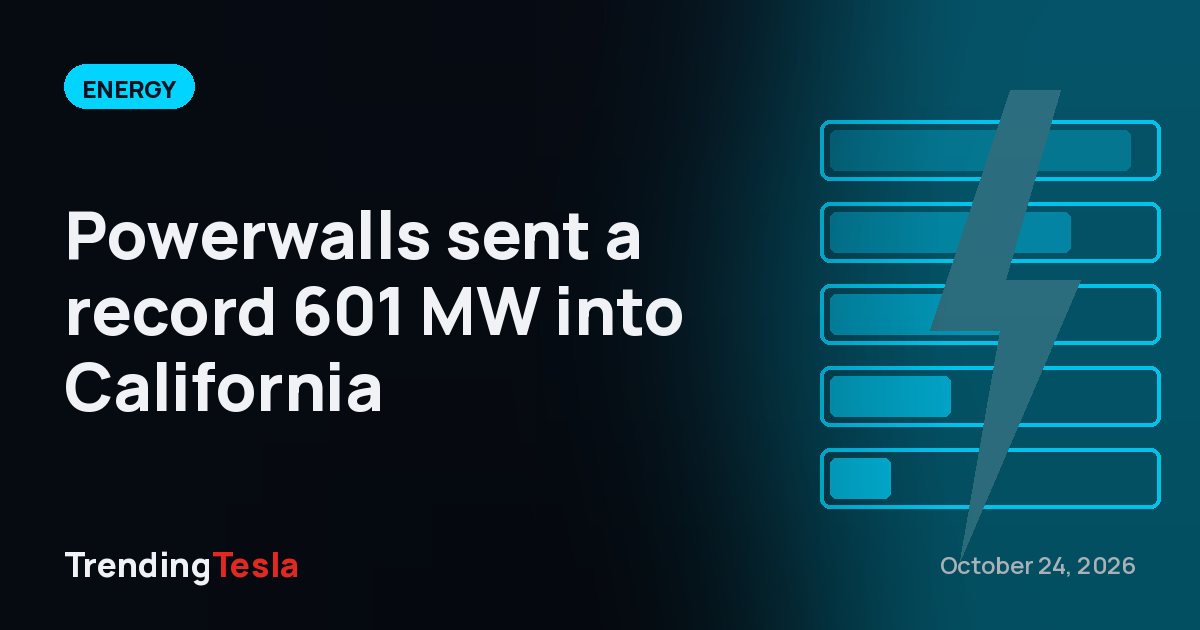 ENERGY
Powerwalls sent a
record 601 MW into
California
TrendingTesla
October 24, 2026